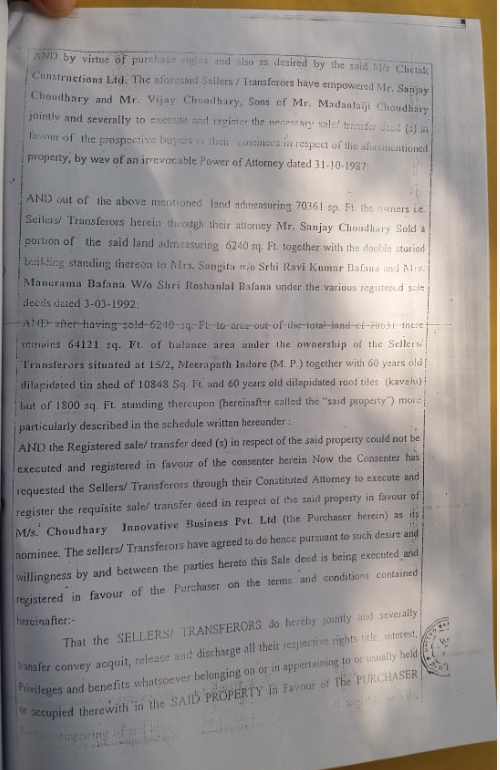 AND by virtue of purchase rights and also as desired by the said M/s Chetak
Constructions Ltd. The aforesaid Sellers / Transferors have empowered Mr. Sanjay
Choudhary and Mr. Vijay Choudhary, Sons of Mr. Madanlalji Choudhary
jointly and severally to execute and register the necessary sale/ transfer deed (s) in
favour of the prospective buyers or their nominees in respect of the aforementioned
property, by way of an irrevocable Power of Attorney dated 31-10-1987:
AND out of the above mentioned land admeasuring 70361 sp. Ft. the owners i.e.
Sellers/ Transferors herein through their attorney Mr. Sanjay Choudhary Sold a
portion of the said land admeasuring 6240 sq. Ft. together with the double storied
building standing thereon to Mrs. Sangita w/o Srhi Ravi Kumar Bafana and Mrs.
Manorama Bafana W/o Shri Roshanlal Bafana under the various registered sale
deeds dated 3-03-1992:
AND after having sold 6240 sq. Ft. to area out of the total land of there
remains 64121 sq. Ft. of balance area under the ownership of the Sellers/
Transferors situated at 15/2, Meerapath Indore (M. P.) together with 60 years old
dilapidated tin shed of 10848 Sq. Ft. and 60 years old dilapidated roof tiles (kavelu)
hut of 1800 sq. Ft. standing thereupon (hereinafter called the "said property") more
particularly described in the schedule written hereunder :
AND the Registered sale/ transfer deed (s) in respect of the said property could not be
executed and registered in favour of the consenter herein Now the Consenter has
requested the Sellers/ Transferors through their Constituted Attorney to execute and
register the requisite sale/ transfer deed in respect of the said property in favour of
M/s. Choudhary Innovative Business Pvt. Ltd (the Purchaser herein) as its
nominee. The sellers/ Transferors have agreed to do hence pursuant to such desire and
willingness by and between the parties hereto this Sale deed is being executed and
registered in favour of the Purchaser on the terms and conditions contained
hereinafter:-
That the SELLERS/ TRANSFERORS do hereby jointly and severally
transfer convey acquit, release and discharge all their respective rights title, interest,
Privileges and benefits whatsoever belonging on or in appertaining to or usually held
or occupied therewith in the SAID PROPERTY In Favour of The PURCHASER